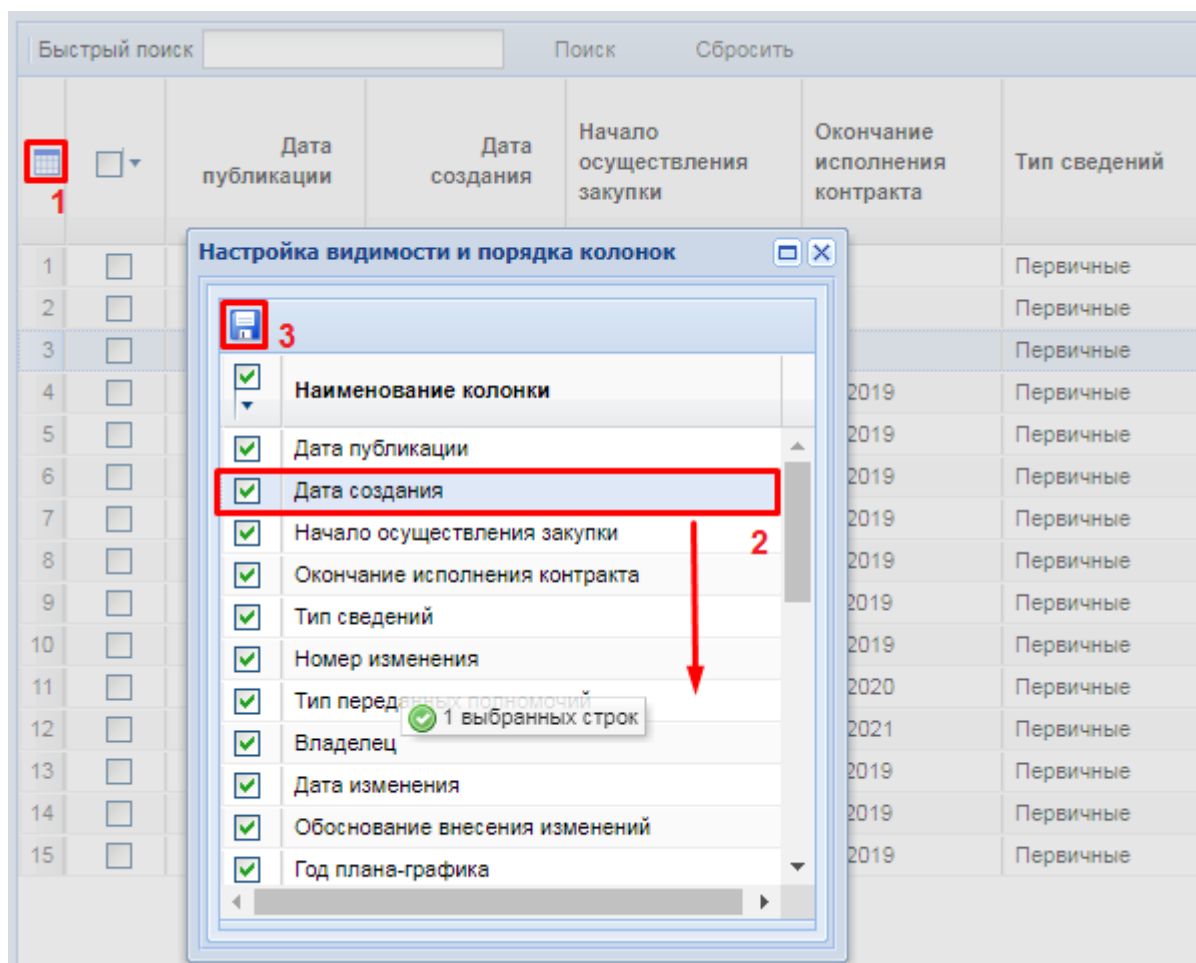 Быстрый поиск Поиск Сбросить
Дата
публикации
Дата
создания
Начало
осуществления
закупки
Окончание
исполнения
контракта
Тип сведений
1
Настройка видимости и порядка колонок
3
Наименование колонки
Дата публикации
Дата создания
Начало осуществления закупки
2
Окончание исполнения контракта
Тип сведений
Номер изменения
Тип переданных полномочий
1 выбранных строк
Владелец
Дата изменения
Обоснование внесения изменений
Год плана-графика
1 Первичные
2 Первичные
3 Первичные
4 2019 Первичные
5 2019 Первичные
6 2019 Первичные
7 2019 Первичные
8 2019 Первичные
9 2019 Первичные
10 2019 Первичные
11 2020 Первичные
12 2021 Первичные
13 2019 Первичные
14 2019 Первичные
15 2019 Первичные